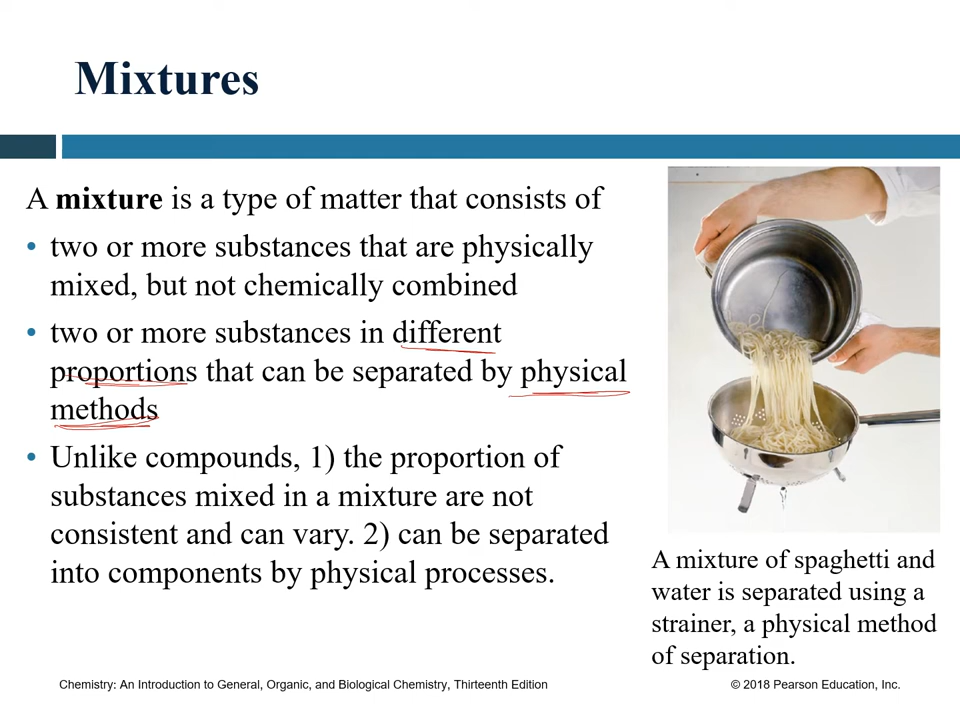 Mixtures
A mixture is a type of matter that consists of
• two or more substances that are physically
mixed, but not chemically combined
• two or more substances in different
proportions that can be separated by physical
methods
• Unlike compounds, 1) the proportion of
substances mixed in a mixture are not
consistent and can vary. 2) can be separated
into components by physical processes.
A mixture of spaghetti and
water is separated using a
strainer, a physical method
of separation.
Chemistry: An Introduction to General, Organic, and Biological Chemistry, Thirteenth Edition
© 2018 Pearson Education, Inc.